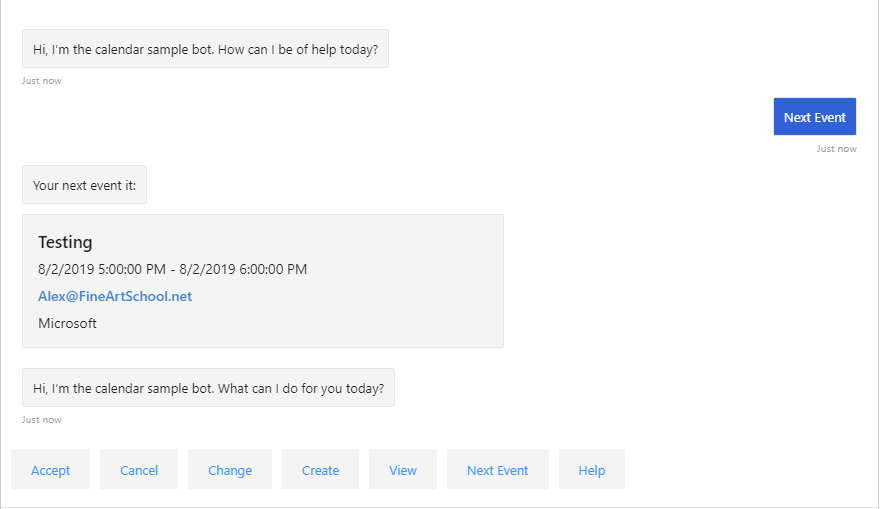 Hi, I’m the calendar sample bot. How can I be of help today?
Just now
Next Event
Just now
Your next event it:
Testing
8/2/2019 5:00:00 PM - 8/2/2019 6:00:00 PM
Alex@FineArtSchool.net
Microsoft
Hi, I’m the calendar sample bot. What can I do for you today?
Just now
Accept Cancel Change Create View Next Event Help